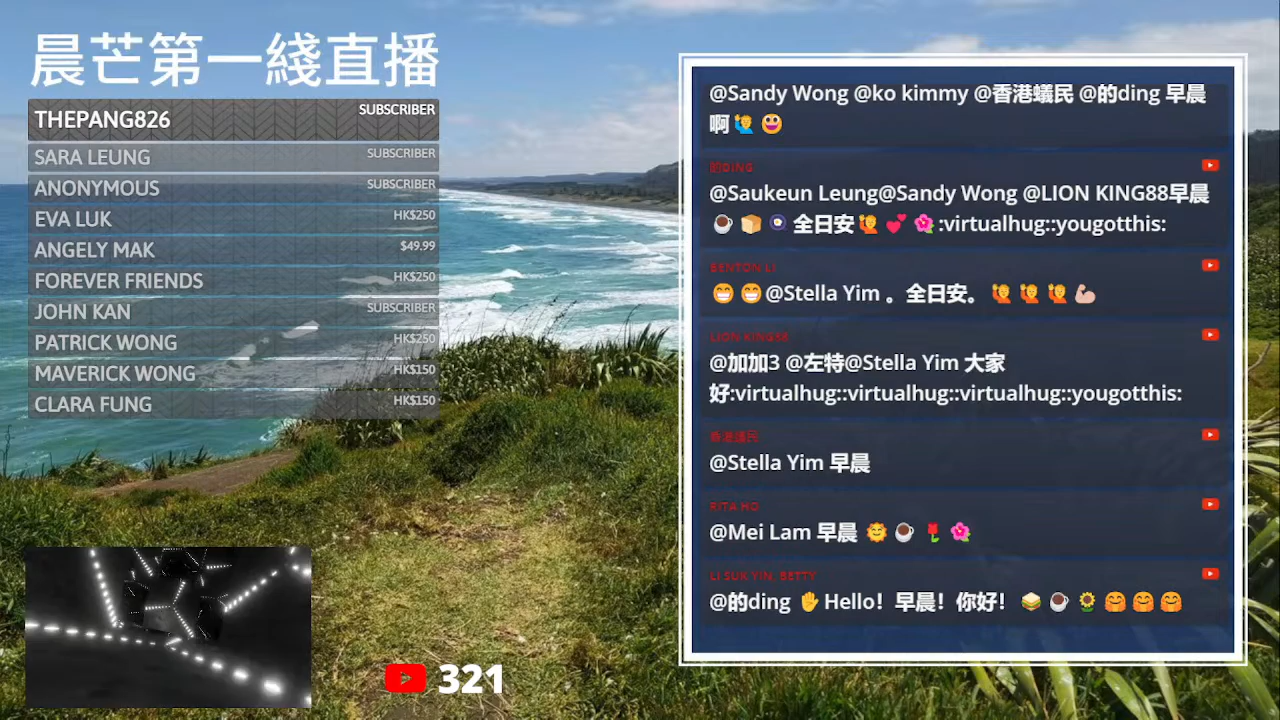 晨芒第一綫直播
THEPANG826 SUBSCRIBER
SARA LEUNG SUBSCRIBER
ANONYMOUS SUBSCRIBER
EVA LUK HK$250
ANGELY MAK $49.99
FOREVER FRIENDS HK$250
JOHN KAN SUBSCRIBER
PATRICK WONG HK$250
MAVERICK WONG HK$150
CLARA FUNG HK$150
321
@Sandy Wong @ko kimmy @香港蟻民 @的ding 早晨
啊🙋‍♂️😃
的DING
@Saukeun Leung@Sandy Wong @LION KING88早晨
☕🍞🍳全日安🙋💕🌺:virtualhug::yougotthis:
BENTON LI
😁😁@Stella Yim 。全日安。🙋🙋🙋💪
LION KING88
@加加3 @左特@Stella Yim 大家
好:virtualhug::virtualhug::virtualhug::yougotthis:
香港蟻民
@Stella Yim 早晨
RITA HO
@Mei Lam 早晨 🌞☕🌷🌺
LI SUK YIN, BETTY
@的ding ✋Hello！早晨！你好！🥪☕🌻🤗🤗🤗